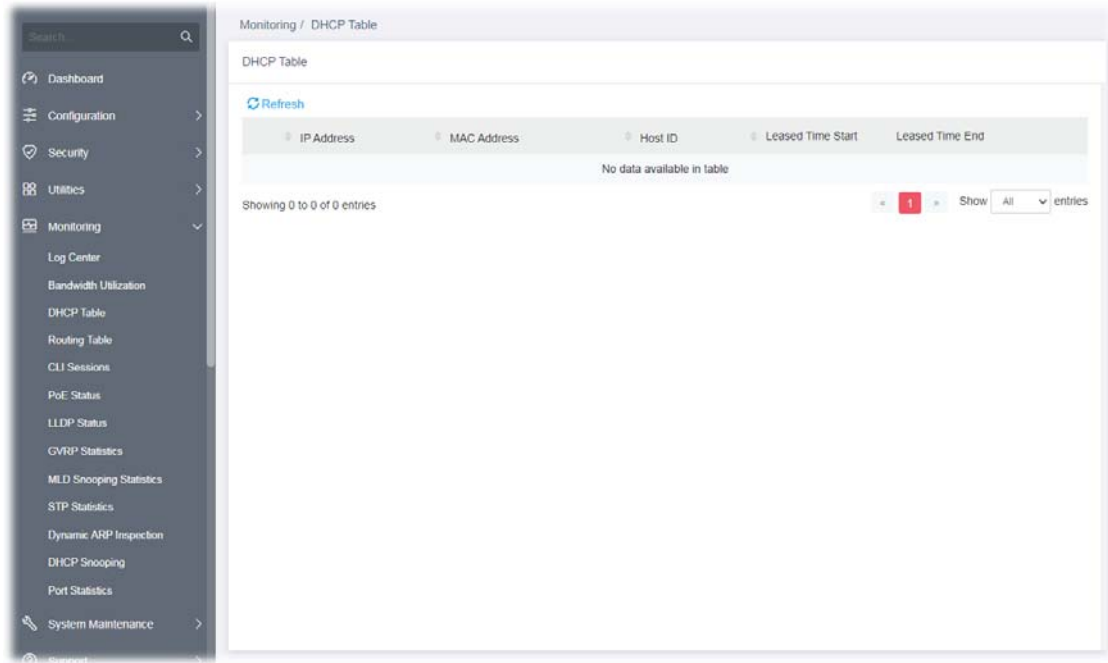 Search...
Dashboard
Configuration
Security
Utilities
Monitoring
Log Center
Bandwidth Utilization
DHCP Table
Routing Table
CLI Sessions
PoE Status
LLDP Status
GVRP Statistics
MLD Snooping Statistics
STP Statistics
Dynamic ARP Inspection
DHCP Snooping
Port Statistics
System Maintenance
Support
Monitoring / DHCP Table
DHCP Table
Refresh
IP Address MAC Address Host ID Leased Time Start Leased Time End
No data available in table
Showing 0 to 0 of 0 entries « 1 » Show All entries